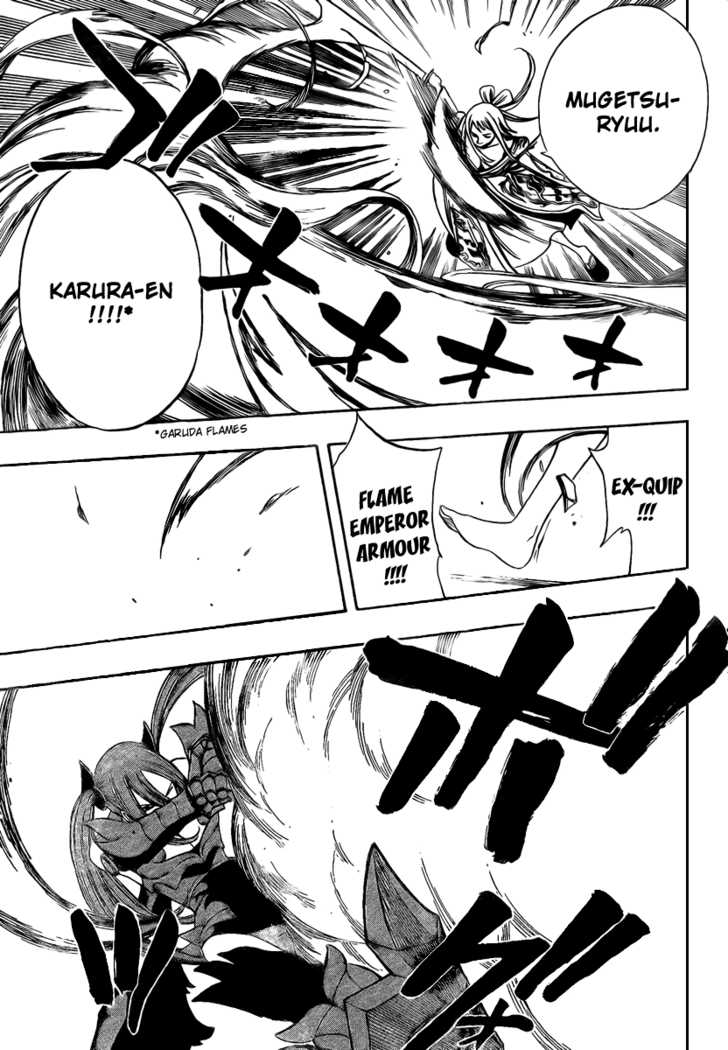 MUGETSU-
RYUU.
KARURA-EN
!!!!*
*GARUDA FLAMES
EX-QUIP
!!!
FLAME
EMPEROR
ARMOUR
!!!!